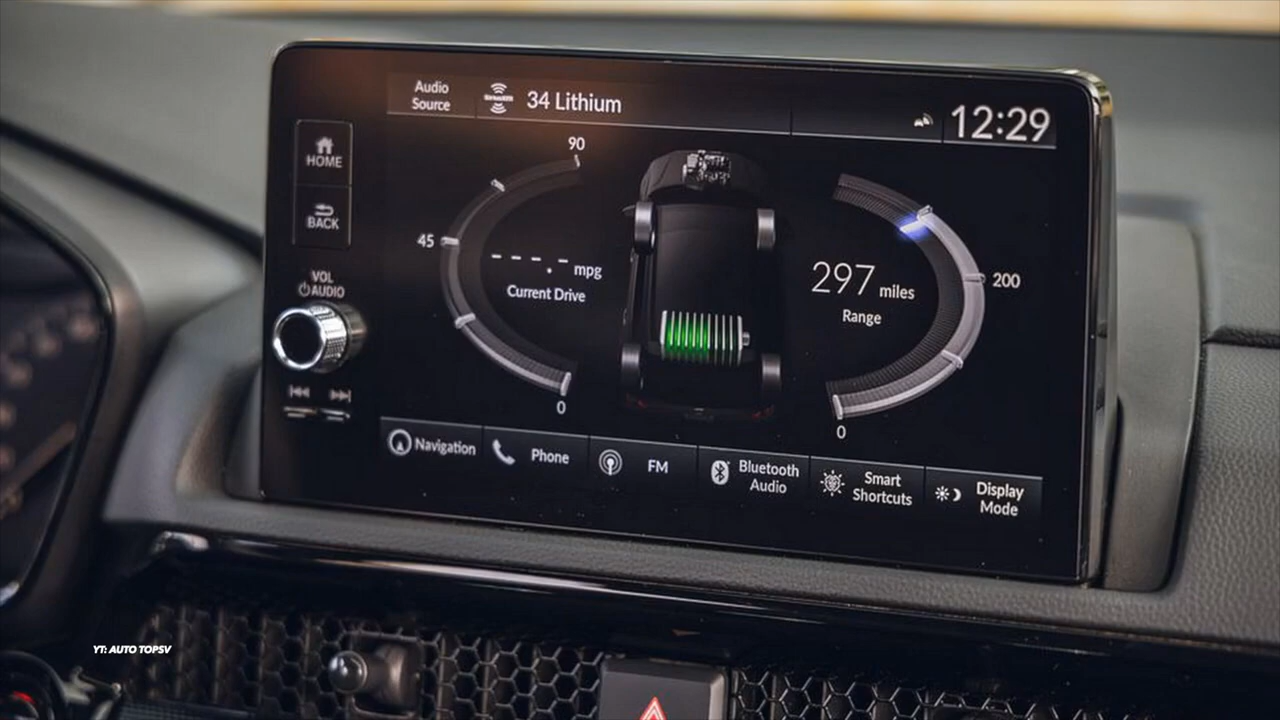 Audio
Source
SiriusXM
34 Lithium
12:29
HOME
BACK
VOL
AUDIO
90
45
0
- - - . - mpg
Current Drive
297 miles
Range
200
0
Navigation
Phone
FM
Bluetooth
Audio
Smart
Shortcuts
Display
Mode
YT: AUTO TOPSV